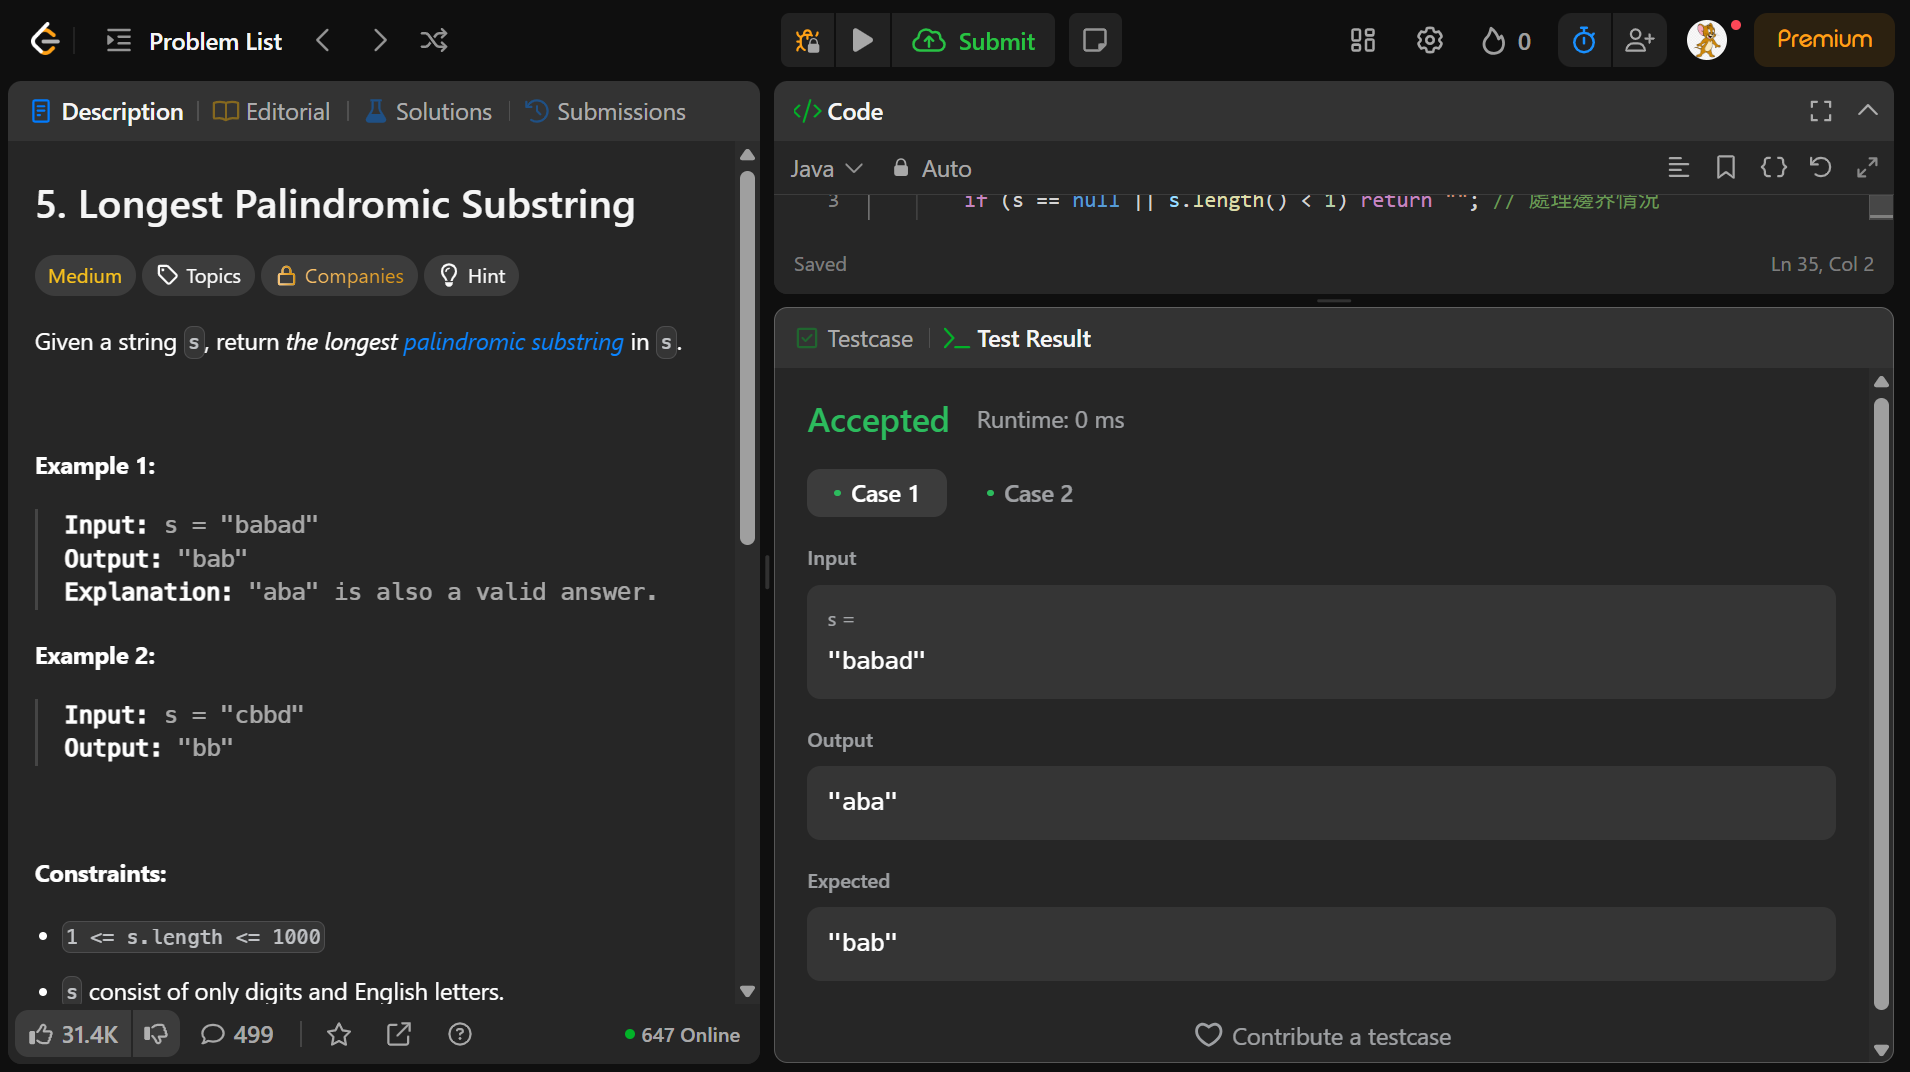 Problem List
Submit
0
Premium
Description
Editorial
Solutions
Submissions
5. Longest Palindromic Substring
Medium
Topics
Companies
Hint
Given a string s, return the longest palindromic substring in s.
Example 1:
Input: s = "babad"
Output: "bab"
Explanation: "aba" is also a valid answer.
Example 2:
Input: s = "cbbd"
Output: "bb"
Constraints:
• 1 <= s.length <= 1000
• s consist of only digits and English letters.
31.4K
499
647 Online
</> Code
Java
Auto
3 if (s == null || s.length() < 1) return ""; // 處理邊界情況
Saved
Ln 35, Col 2
Testcase
Test Result
Accepted
Runtime: 0 ms
• Case 1
• Case 2
Input
s =
"babad"
Output
"aba"
Expected
"bab"
Contribute a testcase